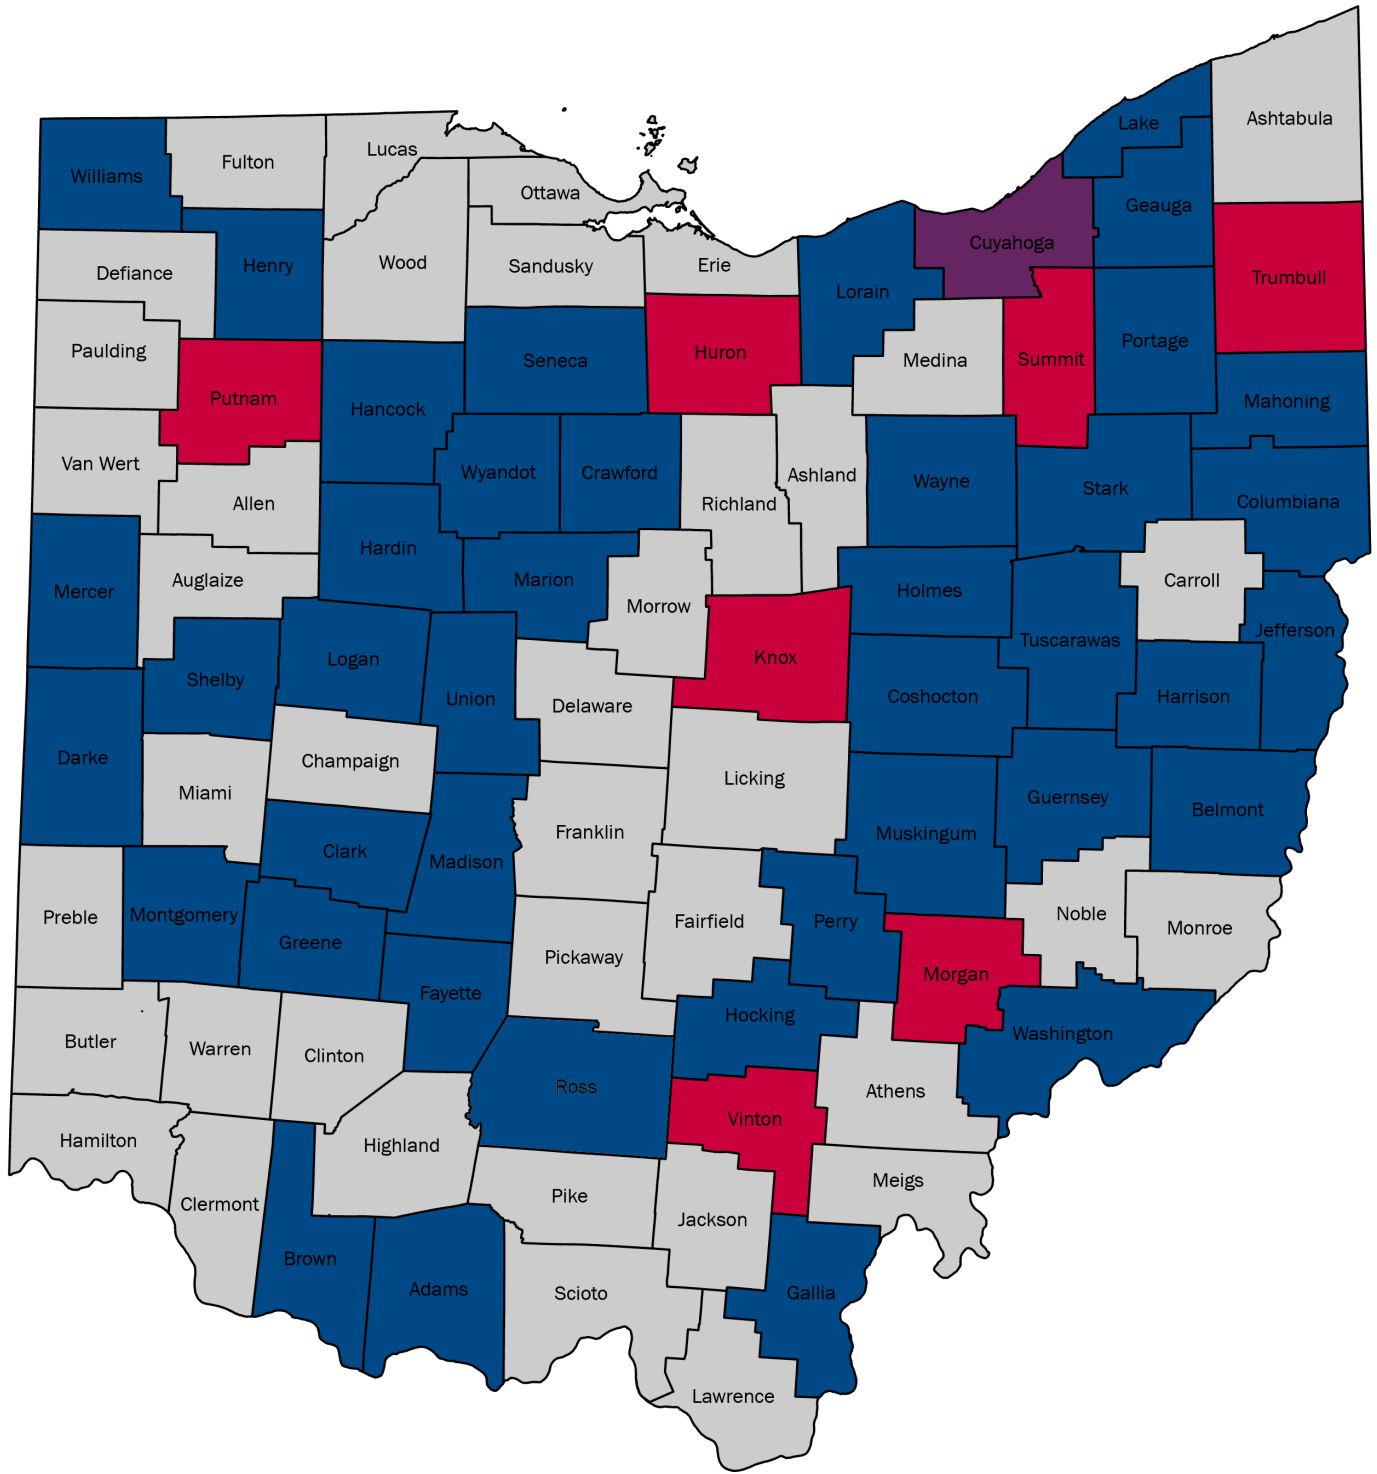 Ashtabula
Lake
Lucas
Fulton
Williams
Ottawa
Geauga
Cuyahoga
Wood
Henry
Defiance
Sandusky
Erie
Trumbull
Lorain
Portage
Paulding
Huron
Seneca
Medina
Summit
Putnam
Hancock
Mahoning
Van Wert
Wyandot
Crawford
Ashland
Wayne
Stark
Allen
Richland
Columbiana
Hardin
Auglaize
Marion
Carroll
Mercer
Holmes
Morrow
Jefferson
Tuscarawas
Knox
Logan
Shelby
Union
Coshocton
Harrison
Delaware
Darke
Champaign
Licking
Miami
Guernsey
Belmont
Franklin
Muskingum
Clark
Madison
Preble
Montgomery
Noble
Fairfield
Perry
Monroe
Greene
Pickaway
Morgan
Fayette
Hocking
Washington
Butler
Warren
Clinton
Ross
Athens
Vinton
Hamilton
Highland
Meigs
Pike
Clermont
Jackson
Brown
Adams
Scioto
Gallia
Lawrence